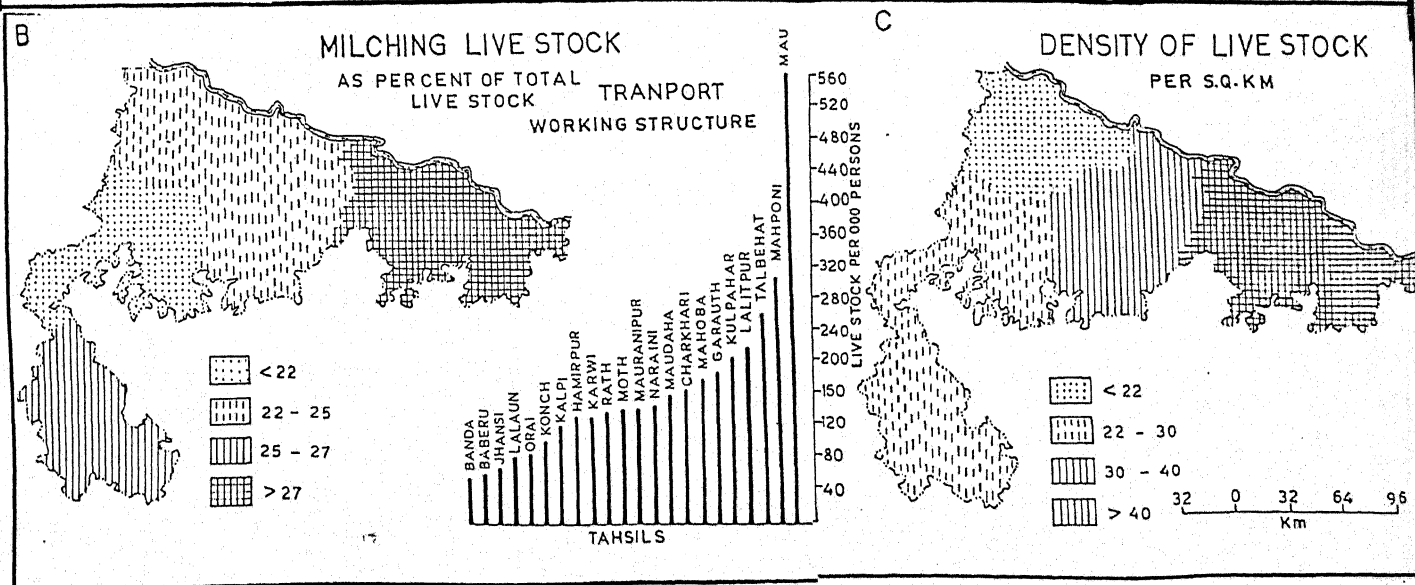 B
MILCHING LIVE STOCK
AS PERCENT OF TOTAL
LIVE STOCK
TRANPORT
WORKING STRUCTURE
<22
22 - 25
25 - 27
>27
BANDA
BABERU
JHANSI
LALAUN
ORAI
KONCH
KALPI
HAMIRPUR
KARWI
RATH
MOTH
MAURANIPUR
NARAINI
MAUDAHA
CHARKHARI
MAHOBA
GARAUTH
KULPAHAR
LALITPUR
TALBEHAT
MAHPONI
MAU
TAHSILS
560
520
480
440
400
360
320
280
240
200
150
120
80
40
LIVE STOCK PER 000 PERSONS
C
DENSITY OF LIVE STOCK
PER S.Q.KM
<22
22 - 30
30 - 40
> 40
32 0 32 64 96
Km